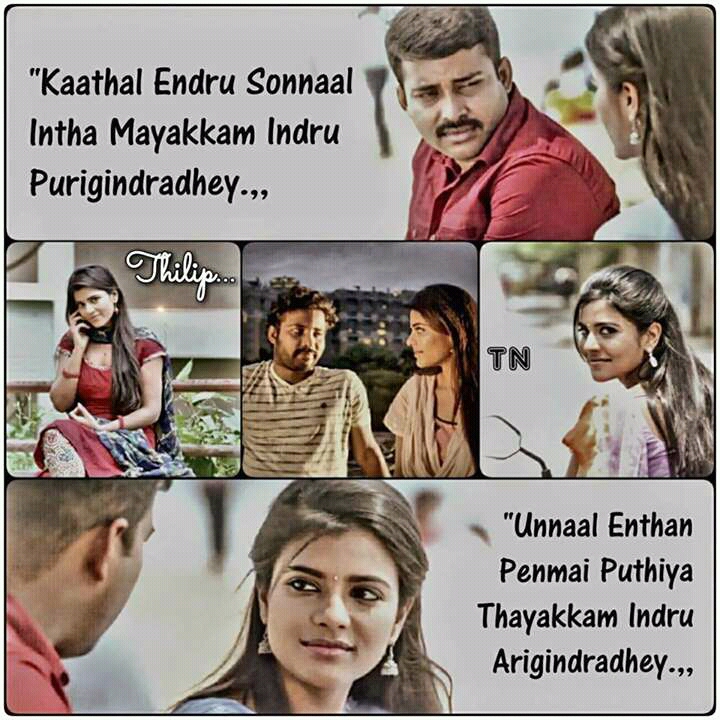 "Kaathal Endru Sonnaal
Intha Mayakkam Indru
Purigindradhey.,,
Thilip...
TN
"Unnaal Enthan
Penmai Puthiya
Thayakkam Indru
Arigindradhey.,,